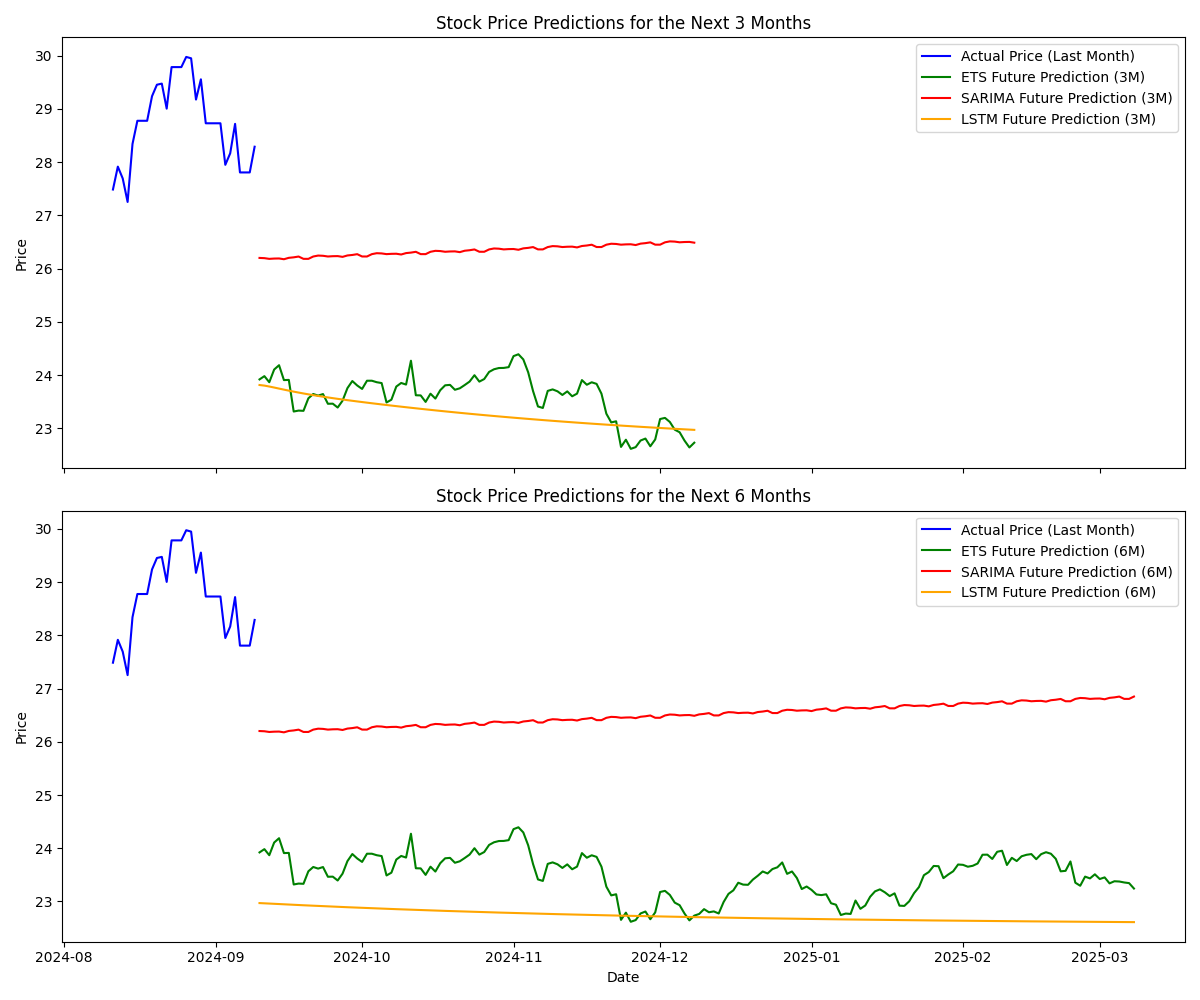 Stock Price Predictions for the Next 3 Months
Price
30
29
28
27
26
25
24
23
Actual Price (Last Month)
ETS Future Prediction (3M)
SARIMA Future Prediction (3M)
LSTM Future Prediction (3M)
Stock Price Predictions for the Next 6 Months
Price
30
29
28
27
26
25
24
23
Actual Price (Last Month)
ETS Future Prediction (6M)
SARIMA Future Prediction (6M)
LSTM Future Prediction (6M)
2024-08 2024-09 2024-10 2024-11 2024-12 2025-01 2025-02 2025-03
Date